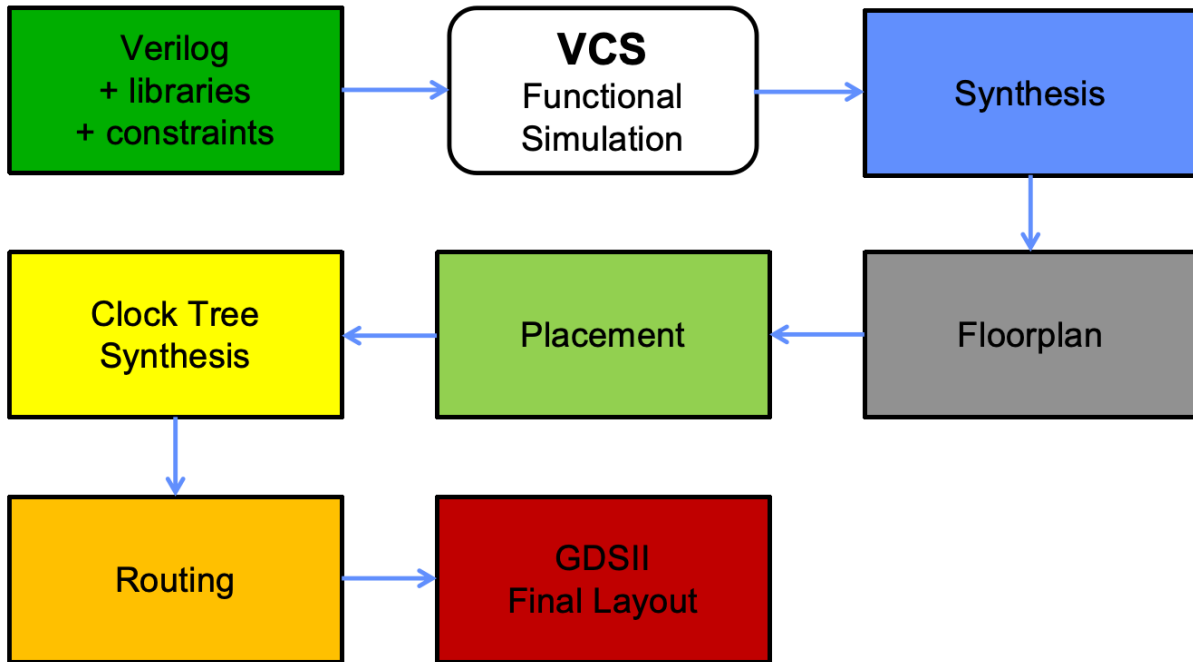 Verilog
+ libraries
+ constraints
VCS
Functional
Simulation
Synthesis
Clock Tree
Synthesis
Placement
Floorplan
Routing
GDSII
Final Layout